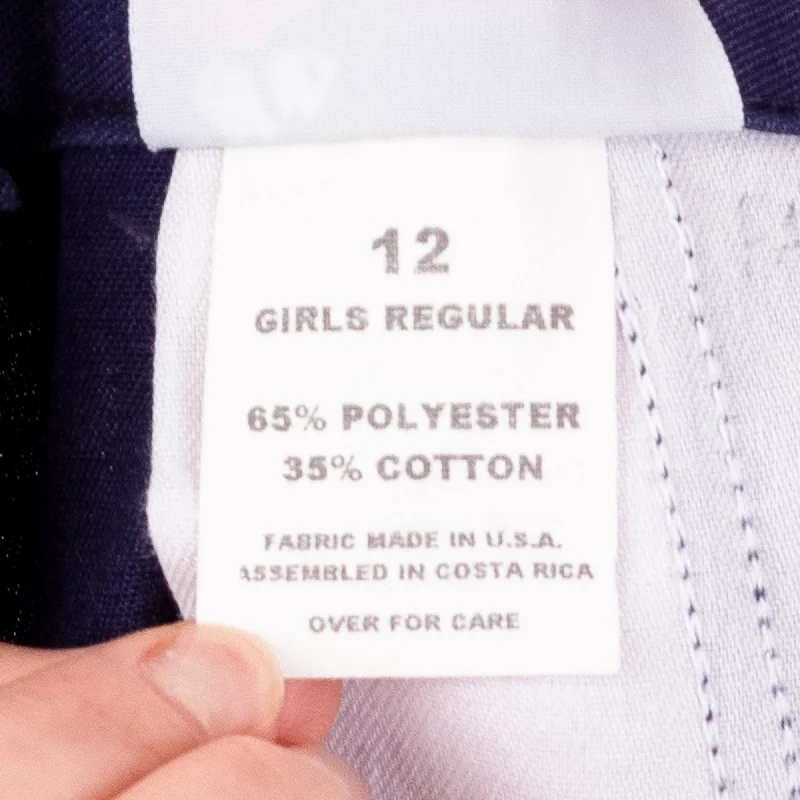 12
GIRLS REGULAR
65% POLYESTER
35% COTTON
FABRIC MADE IN U.S.A.
ASSEMBLED IN COSTA RICA
OVER FOR CARE